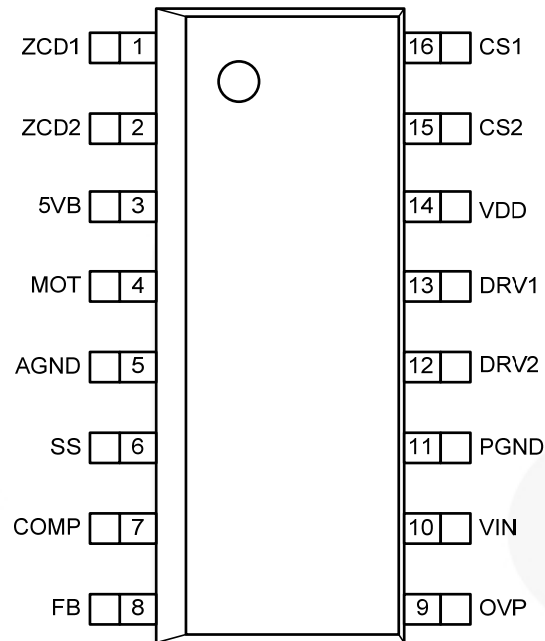 ZCD1 1 16 CS1
ZCD2 2 15 CS2
5VB 3 14 VDD
MOT 4 13 DRV1
AGND 5 12 DRV2
SS 6 11 PGND
COMP 7 10 VIN
FB 8 9 OVP